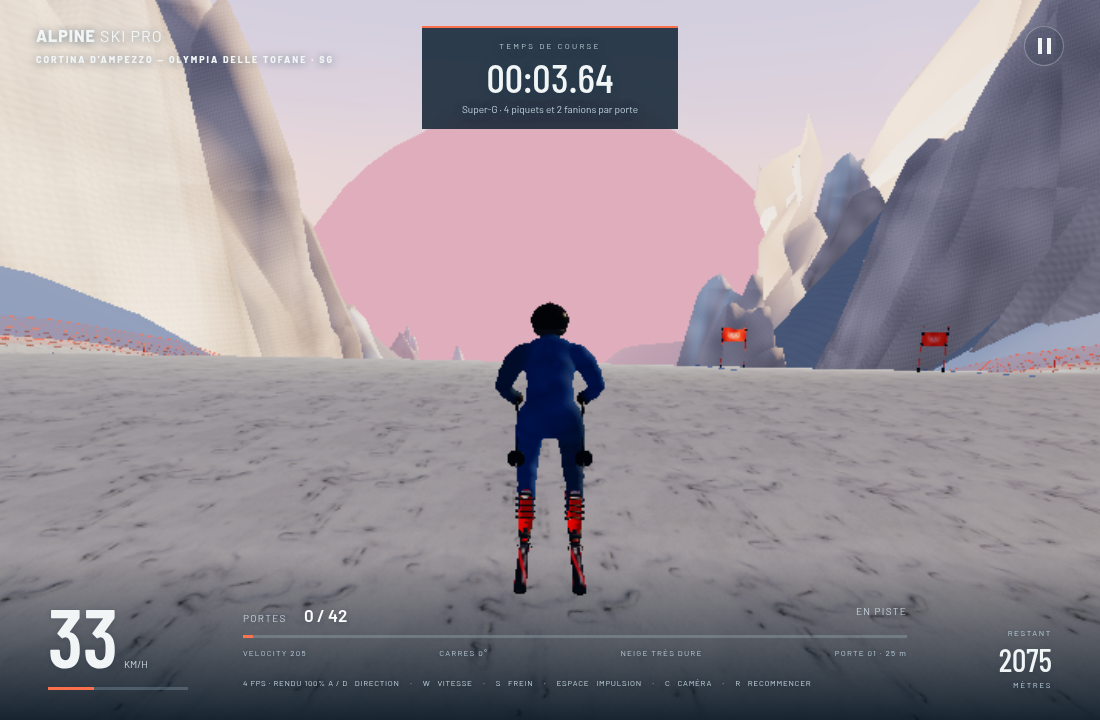 ALPINE SKI PRO
CORTINA D'AMPEZZO — OLYMPIA DELLE TOFANE · SG
TEMPS DE COURSE
00:03.64
Super-G · 4 piquets et 2 fanions par porte
33 KM/H
PORTES 0 / 42
EN PISTE
VELOCITY 205 CARRES 0° NEIGE TRÈS DURE PORTE 01 · 25 m
4 FPS · RENDU 100% A / D DIRECTION · W VITESSE · S FREIN · ESPACE IMPULSION · C CAMÉRA · R RECOMMENCER
RESTANT
2075
MÈTRES